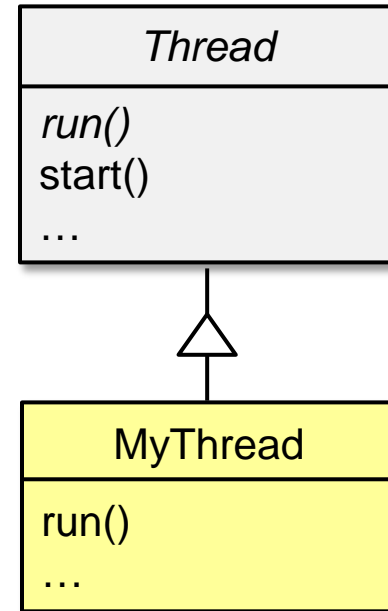 Thread
run()
start()
…
MyThread
run()
…